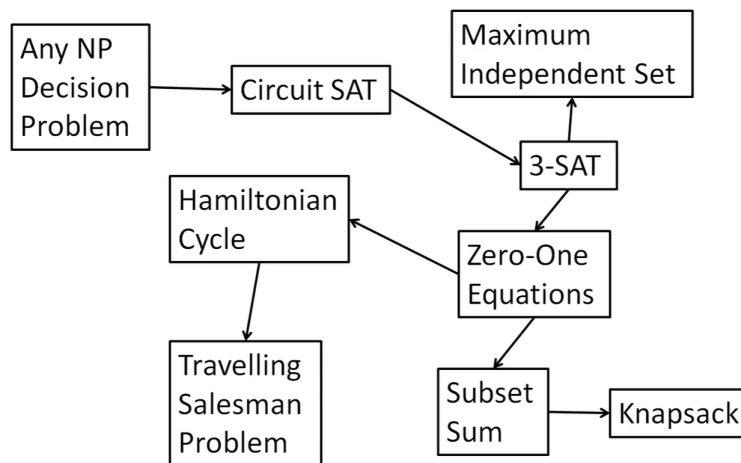 Any NP
Decision
Problem
Circuit SAT
Maximum
Independent Set
3-SAT
Hamiltonian
Cycle
Zero-One
Equations
Travelling
Salesman
Problem
Subset
Sum
Knapsack